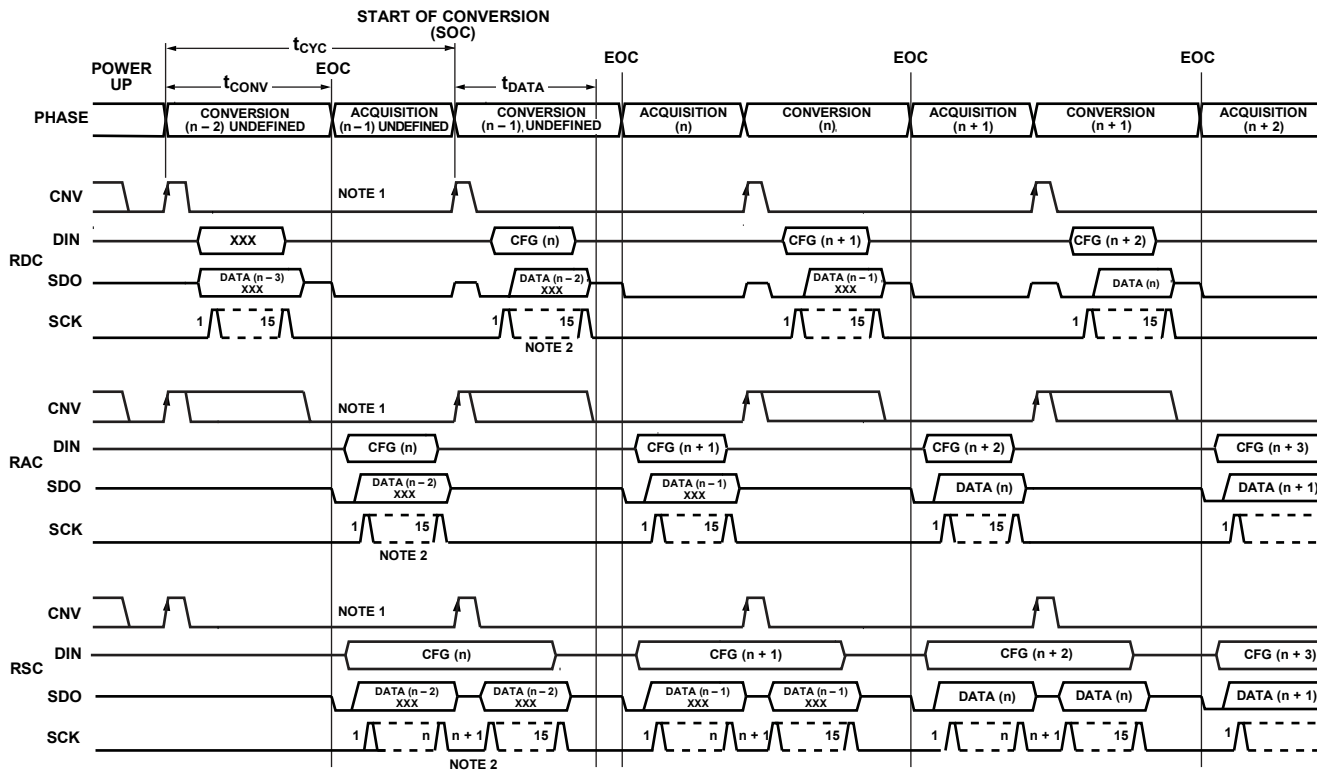 START OF CONVERSION
(SOC)
tCYC
POWER
UP
EOC
EOC
EOC
EOC
tCONV
tDATA
PHASE
CONVERSION
(n – 2) UNDEFINED
ACQUISITION
(n – 1) UNDEFINED
CONVERSION
(n – 1) UNDEFINED
ACQUISITION
(n)
CONVERSION
(n)
ACQUISITION
(n + 1)
CONVERSION
(n + 1)
ACQUISITION
(n + 2)
CNV
NOTE 1
RDC
DIN
XXX
CFG (n)
CFG (n + 1)
CFG (n + 2)
SDO
DATA (n – 3)
XXX
DATA (n – 2)
XXX
DATA (n – 1)
XXX
DATA (n)
SCK
1 15
1 15
1 15
1 15
NOTE 2
CNV
NOTE 1
RAC
DIN
CFG (n)
CFG (n + 1)
CFG (n + 2)
CFG (n + 3)
SDO
DATA (n – 2)
XXX
DATA (n – 1)
XXX
DATA (n)
DATA (n + 1)
SCK
1 15
1 15
1 15
1
NOTE 2
CNV
NOTE 1
RSC
DIN
CFG (n)
CFG (n + 1)
CFG (n + 2)
CFG (n + 3)
SDO
DATA (n – 2)
XXX
DATA (n – 2)
XXX
DATA (n – 1)
XXX
DATA (n – 1)
XXX
DATA (n)
DATA (n)
DATA (n + 1)
SCK
1 n n + 1 15
1 n n + 1 15
1 n n + 1 15
1
NOTE 2